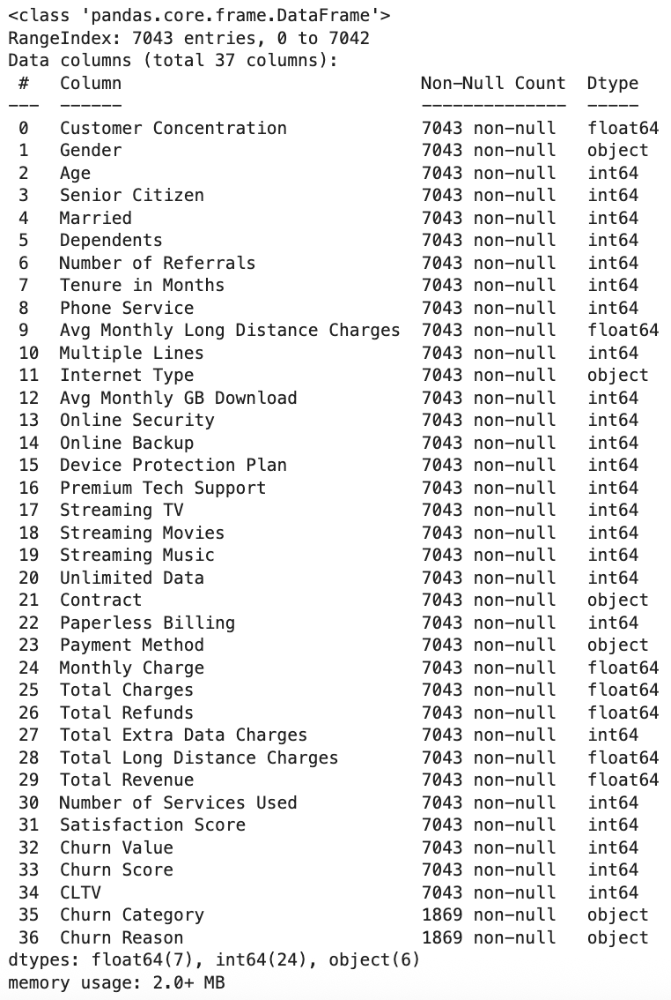 <class 'pandas.core.frame.DataFrame'>
RangeIndex: 7043 entries, 0 to 7042
Data columns (total 37 columns):
 #   Column                             Non-Null Count  Dtype
---  ------                             --------------  -----
 0   Customer Concentration             7043 non-null   float64
 1   Gender                             7043 non-null   object
 2   Age                                7043 non-null   int64
 3   Senior Citizen                     7043 non-null   int64
 4   Married                            7043 non-null   int64
 5   Dependents                         7043 non-null   int64
 6   Number of Referrals                7043 non-null   int64
 7   Tenure in Months                   7043 non-null   int64
 8   Phone Service                      7043 non-null   int64
 9   Avg Monthly Long Distance Charges  7043 non-null   float64
 10  Multiple Lines                     7043 non-null   int64
 11  Internet Type                      7043 non-null   object
 12  Avg Monthly GB Download            7043 non-null   int64
 13  Online Security                    7043 non-null   int64
 14  Online Backup                      7043 non-null   int64
 15  Device Protection Plan             7043 non-null   int64
 16  Premium Tech Support               7043 non-null   int64
 17  Streaming TV                       7043 non-null   int64
 18  Streaming Movies                   7043 non-null   int64
 19  Streaming Music                    7043 non-null   int64
 20  Unlimited Data                     7043 non-null   int64
 21  Contract                           7043 non-null   object
 22  Paperless Billing                  7043 non-null   int64
 23  Payment Method                     7043 non-null   object
 24  Monthly Charge                     7043 non-null   float64
 25  Total Charges                      7043 non-null   float64
 26  Total Refunds                      7043 non-null   float64
 27  Total Extra Data Charges           7043 non-null   int64
 28  Total Long Distance Charges        7043 non-null   float64
 29  Total Revenue                      7043 non-null   float64
 30  Number of Services Used            7043 non-null   int64
 31  Satisfaction Score                 7043 non-null   int64
 32  Churn Value                        7043 non-null   int64
 33  Churn Score                        7043 non-null   int64
 34  CLTV                               7043 non-null   int64
 35  Churn Category                     1869 non-null   object
 36  Churn Reason                       1869 non-null   object
dtypes: float64(7), int64(24), object(6)
memory usage: 2.0+ MB